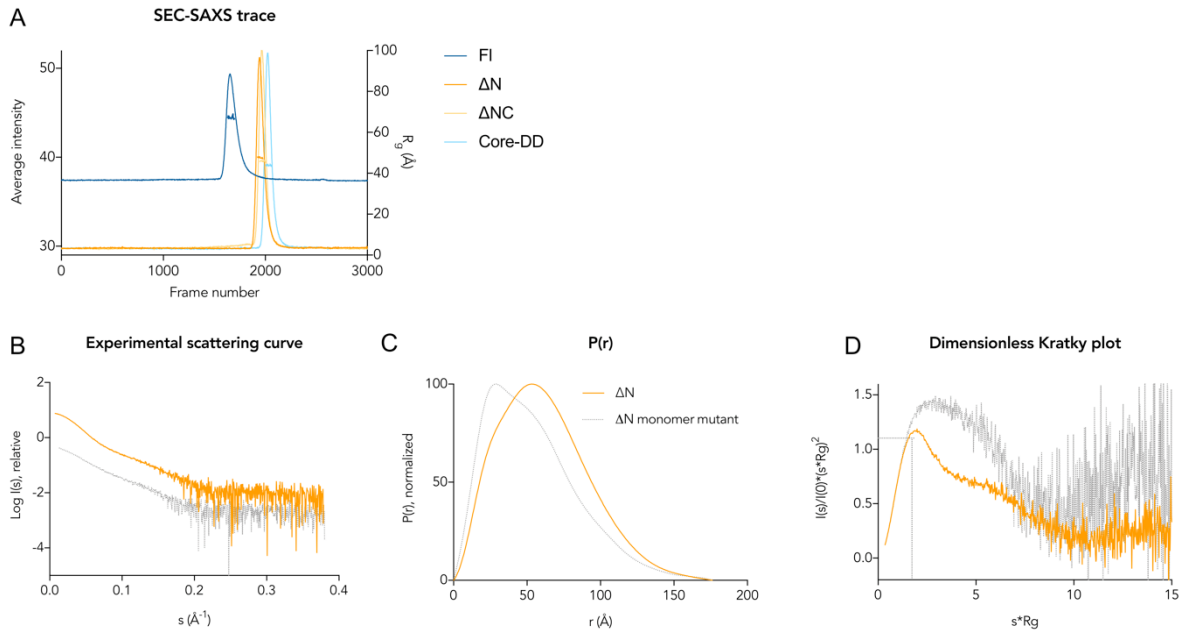 A
SEC-SAXS trace
50
40
30
Average intensity
100
80
60
40
20
0
Rg (Å)
0
1000
2000
3000
Frame number
Fl
ΔN
ΔNC
Core-DD
B
Experimental scattering curve
2
0
-2
-4
Log I(s), relative
0.0
0.1
0.2
0.3
0.4
s (Å-1)
C
P(r)
100
50
0
P(r), normalized
0
50
100
150
200
r (Å)
ΔN
ΔN monomer mutant
D
Dimensionless Kratky plot
1.5
1.0
0.5
0.0
I(s)/I(0)*(s*Rg)2
0
5
10
15
s*Rg